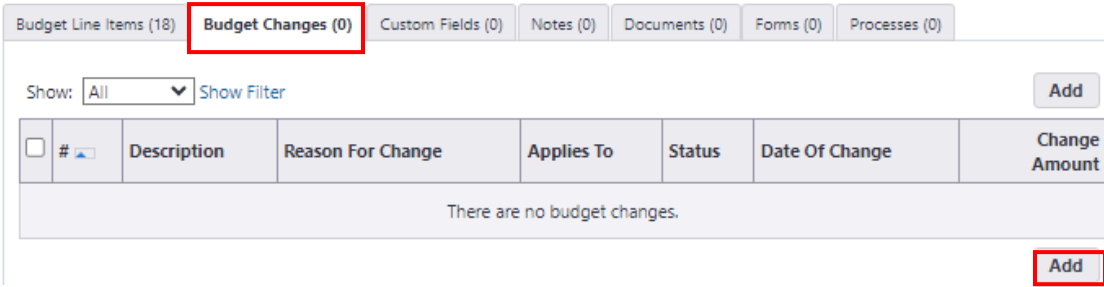 Budget Line Items (18) Budget Changes (0) Custom Fields (0) Notes (0) Documents (0) Forms (0) Processes (0)
Show: All Show Filter Add
# Description Reason For Change Applies To Status Date Of Change Change Amount
There are no budget changes.
Add